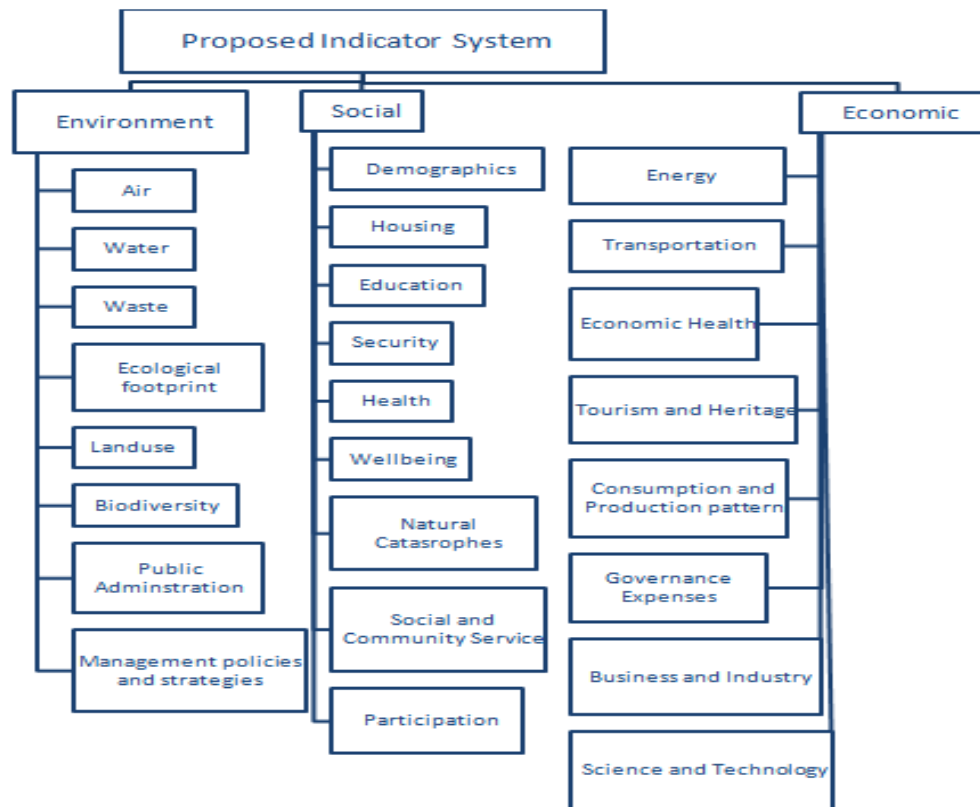 Proposed Indicator System
Environment
Air
Water
Waste
Ecological
footprint
Landuse
Biodiversity
Public
Adminstration
Management policies
and strategies
Social
Demographics
Housing
Education
Security
Health
Wellbeing
Natural
Catasrophes
Social and
Community Service
Participation
Economic
Energy
Transportation
Economic Health
Tourism and Heritage
Consumption and
Production pattern
Governance
Expenses
Business and Industry
Science and Technology